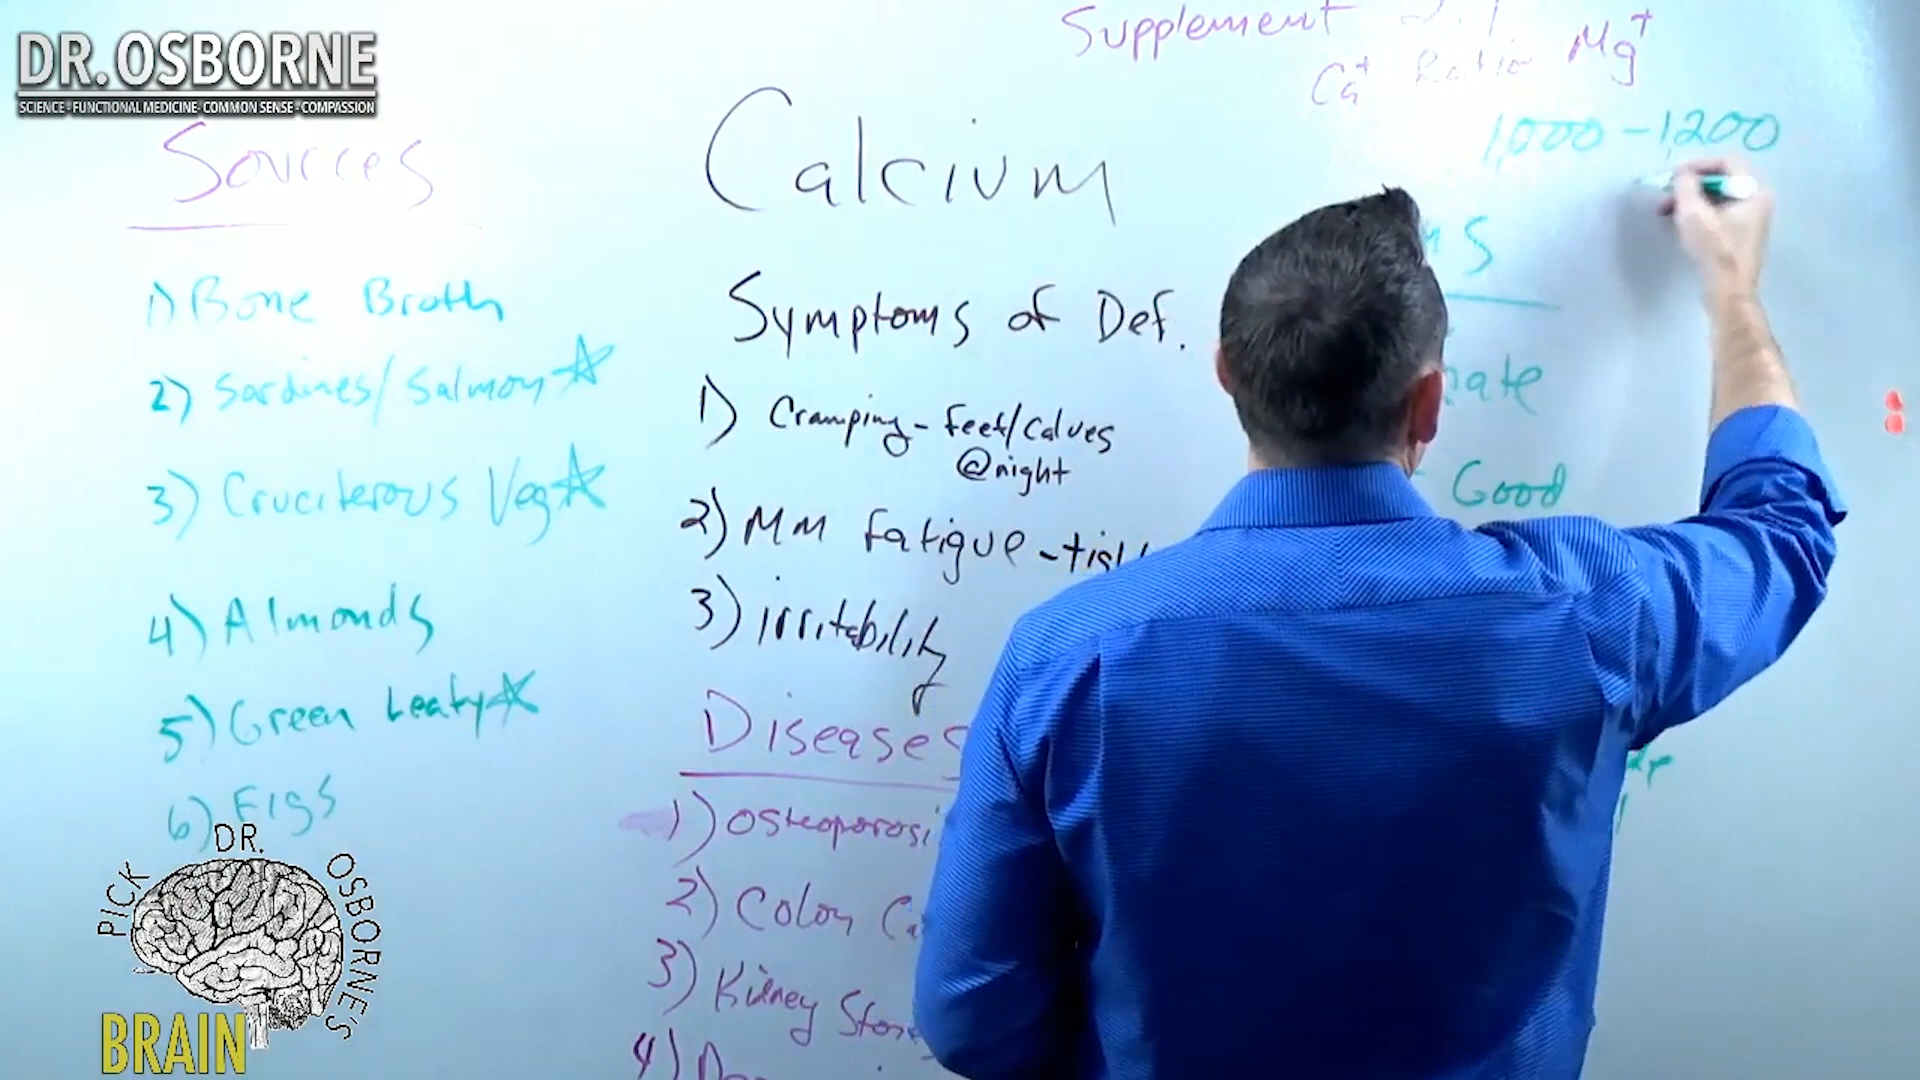 DR. OSBORNE
SCIENCE - FUNCTIONAL MEDICINE - COMMON SENSE - COMPASSION
Supplement
Ca+ Ratio Mg+
1,000 - 1,200
Sources
1) Bone Broth
2) Sardines/Salmon
3) Cruciferous Veg
4) Almonds
5) Green Leafy
6) Figs
Calcium
Symptoms of Def.
1) Cramping - feet/calves
@night
2) MM fatigue -
3) irritability
Diseases
1)
2) Colon
3) Kidney
4)
Good
PICK DR. OSBORNE'S
BRAIN